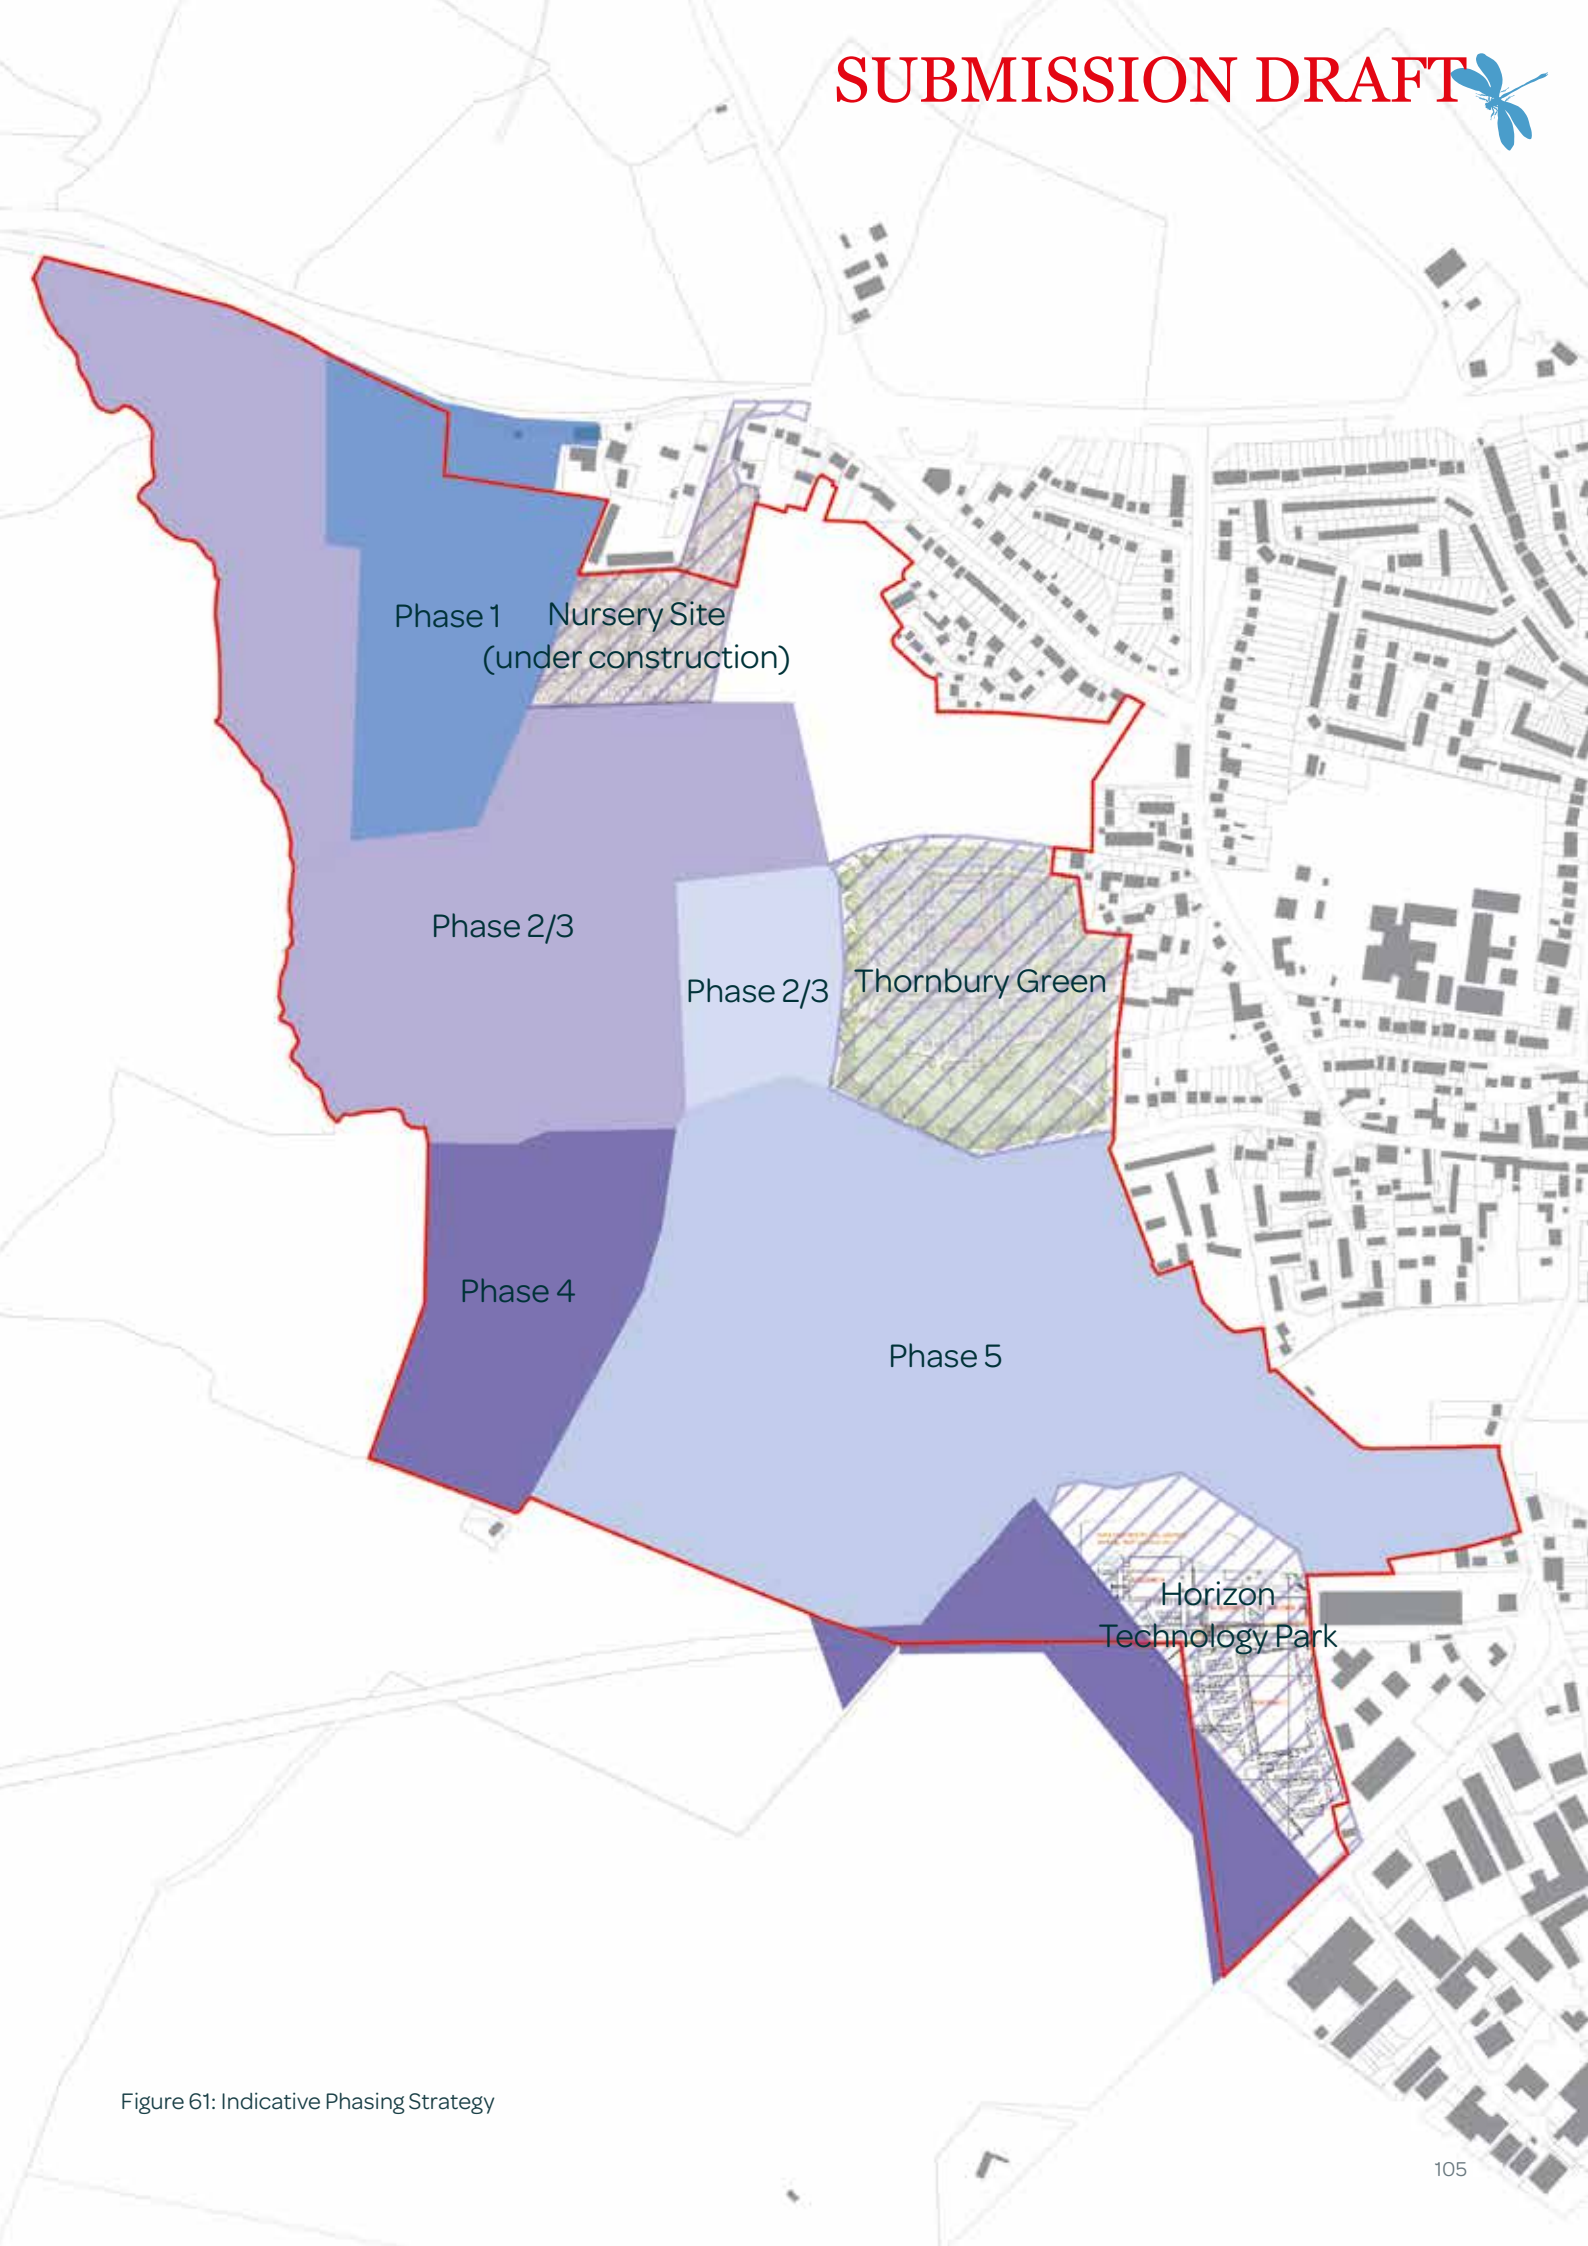 SUBMISSION DRAFT
Phase 1
Nursery Site
(under construction)
Phase 2/3
Phase 2/3
Thornbury Green
Phase 4
Phase 5
Horizon
Technology Park
Figure 61: Indicative Phasing Strategy
105